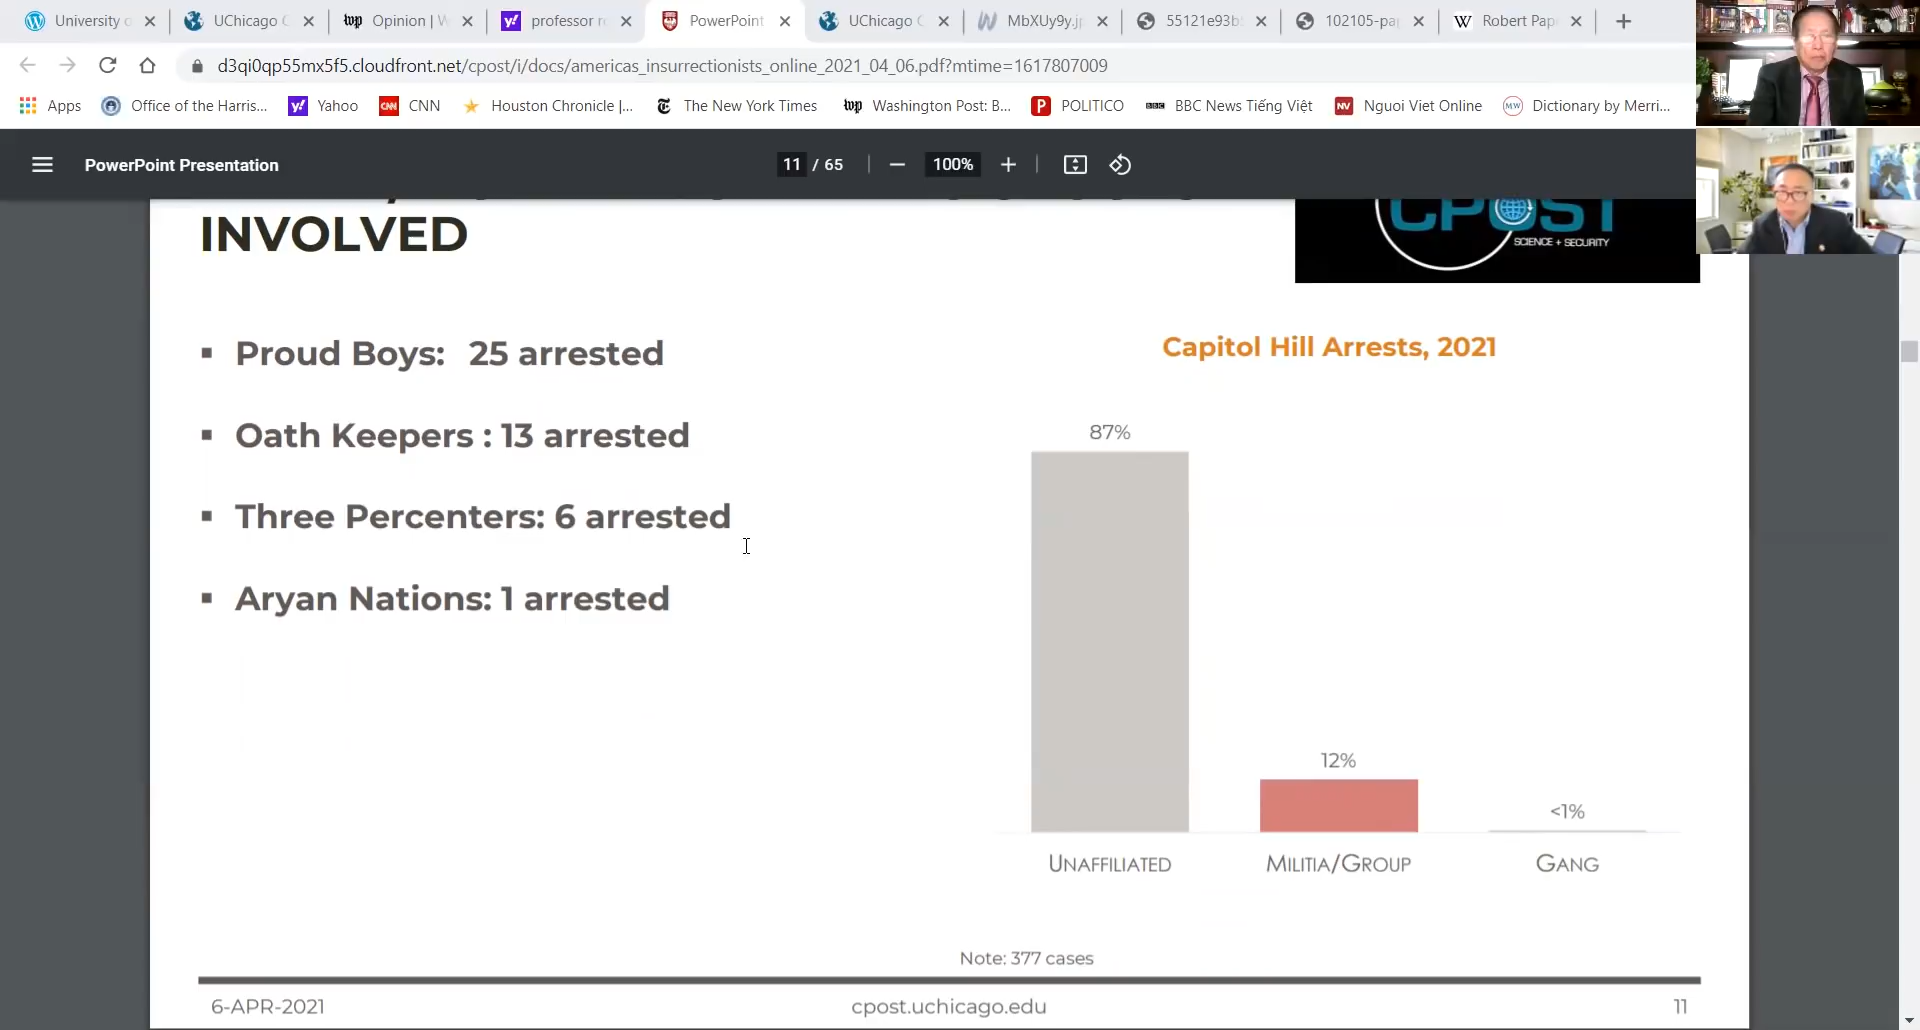 University o
UChicago C
Opinion | W
professor re
PowerPoint
UChicago C
MbXUy9y.jp
55121e93b
102105-pa
Robert Pap
d3qi0qp55mx5f5.cloudfront.net/cpost/i/docs/americas_insurrectionists_online_2021_04_06.pdf?mtime=1617807009
Apps
Office of the Harris...
Yahoo
CNN
Houston Chronicle |...
The New York Times
Washington Post: B...
POLITICO
BBC News Tiếng Việt
Nguoi Viet Online
Dictionary by Merri...
PowerPoint Presentation
11 / 65
100%
INVOLVED
CPOST
SCIENCE + SECURITY
▪ Proud Boys: 25 arrested
▪ Oath Keepers : 13 arrested
▪ Three Percenters: 6 arrested
▪ Aryan Nations: 1 arrested
Capitol Hill Arrests, 2021
87%
12%
<1%
UNAFFILIATED
MILITIA/GROUP
GANG
Note: 377 cases
6-APR-2021
cpost.uchicago.edu
11